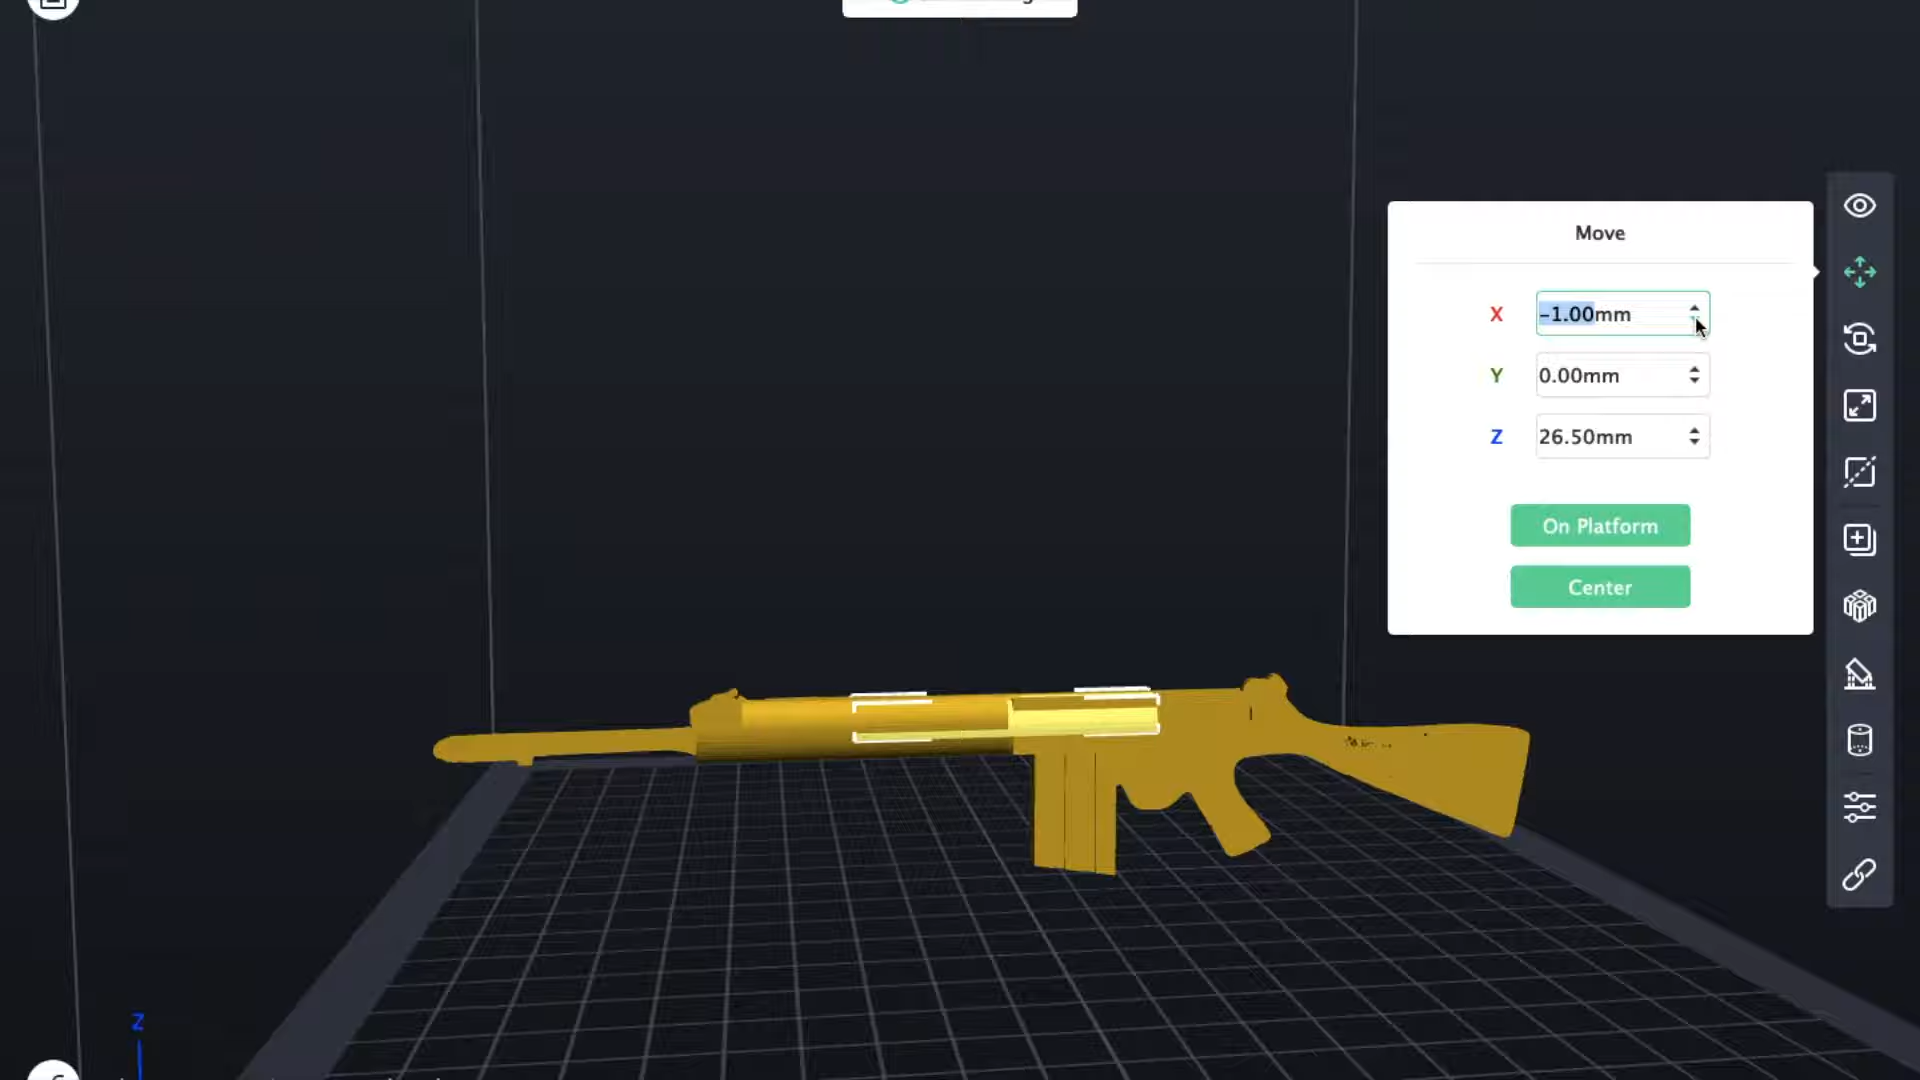 Move
X -1.00mm
Y 0.00mm
Z 26.50mm
On Platform
Center
Z